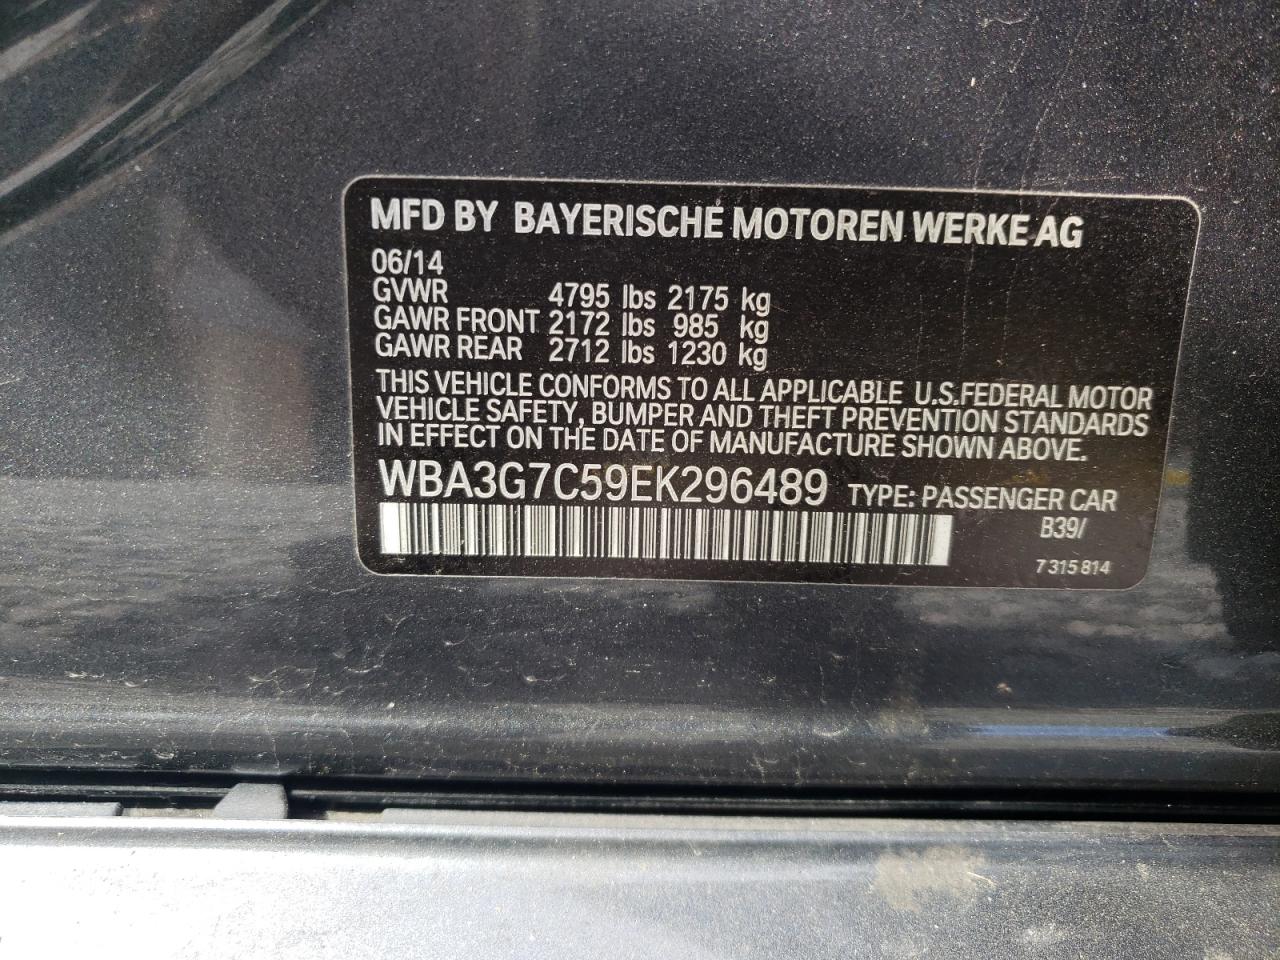 MFD BY BAYERISCHE MOTOREN WERKE AG
06/14
GVWR 4795 lbs 2175 kg
GAWR FRONT 2172 lbs 985 kg
GAWR REAR 2712 lbs 1230 kg
THIS VEHICLE CONFORMS TO ALL APPLICABLE U.S.FEDERAL MOTOR
VEHICLE SAFETY, BUMPER AND THEFT PREVENTION STANDARDS
IN EFFECT ON THE DATE OF MANUFACTURE SHOWN ABOVE.
WBA3G7C59EK296489 TYPE: PASSENGER CAR
B39/
7 315 814